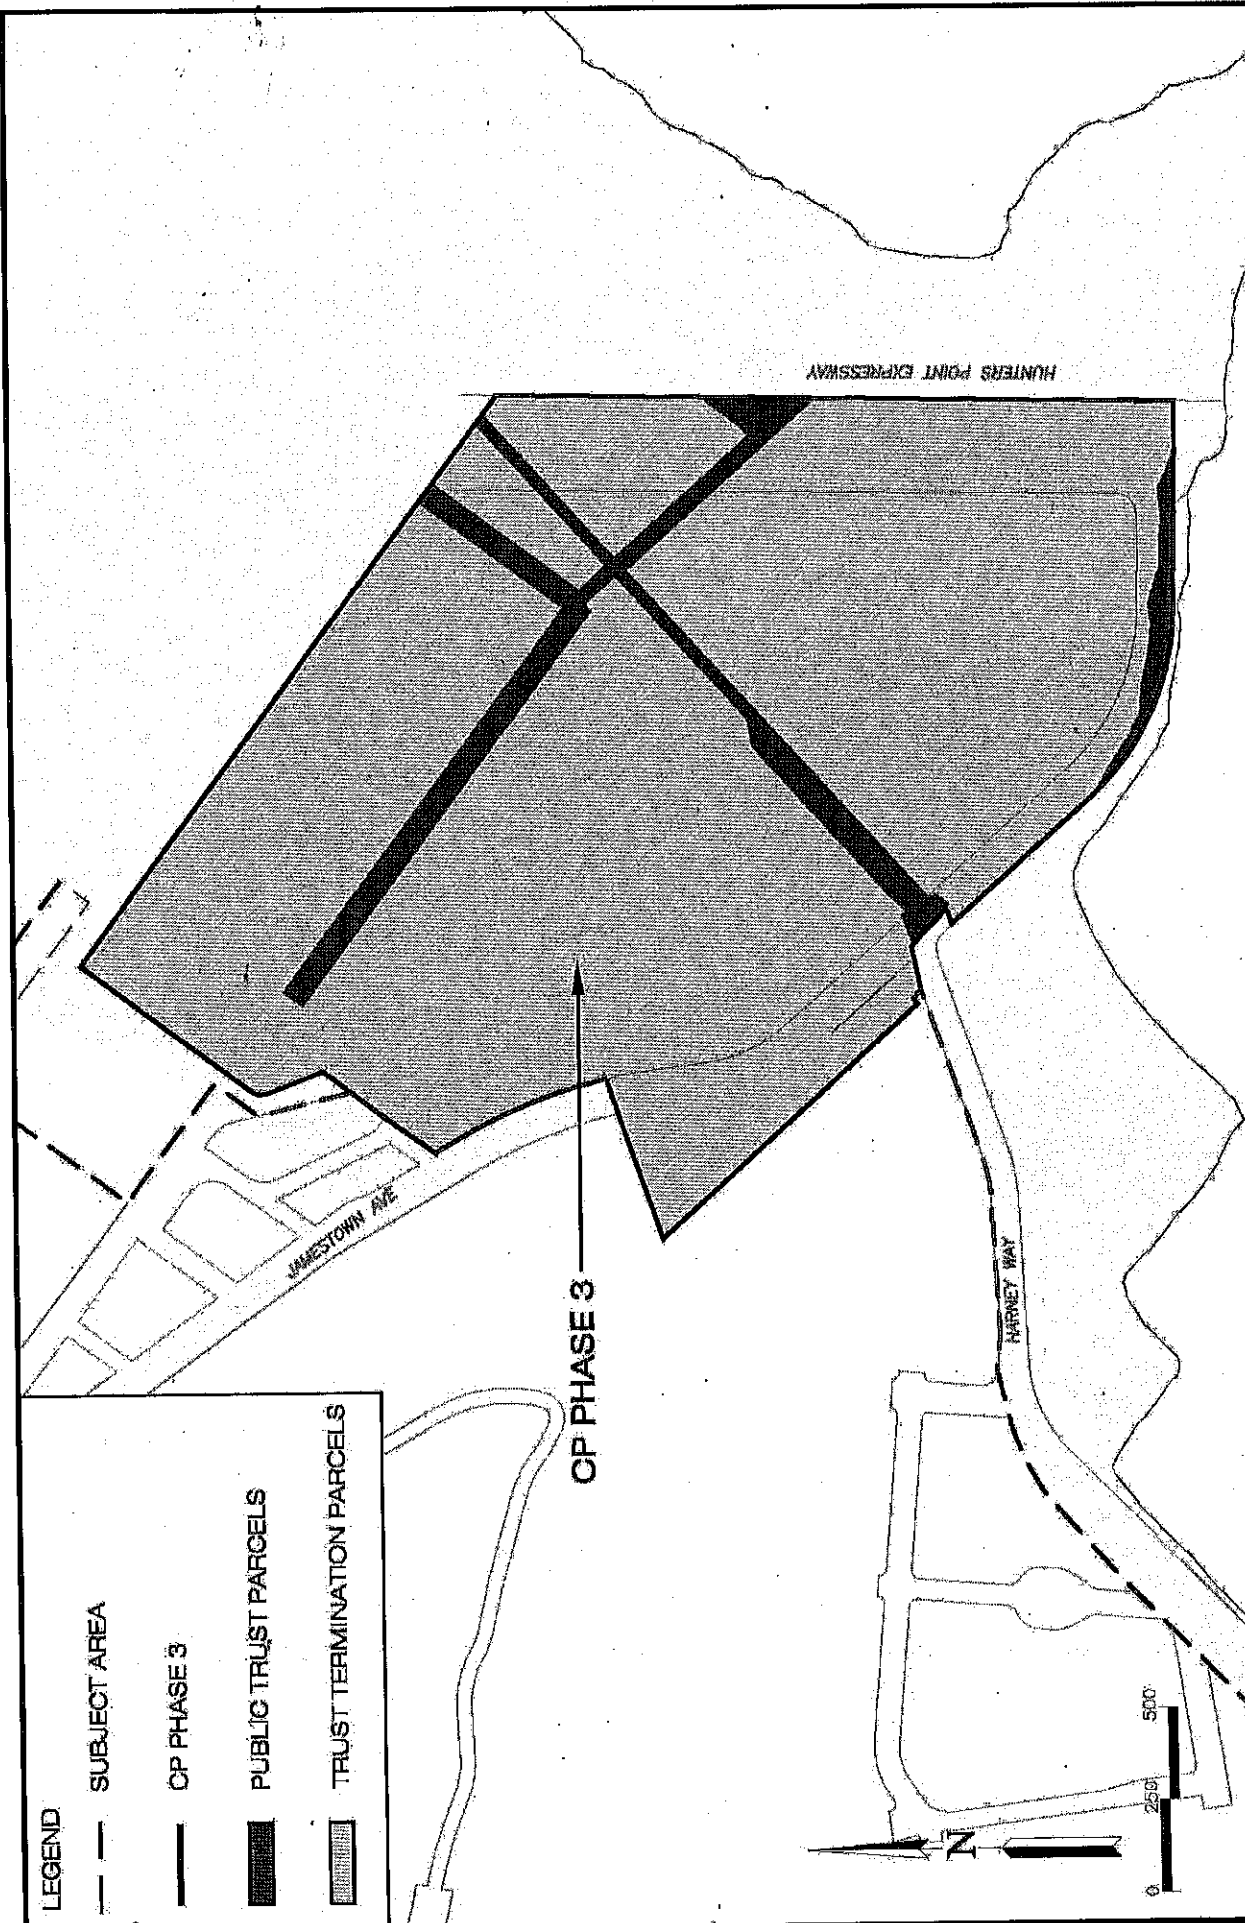 LEGEND
SUBJECT AREA
CP PHASE 3
PUBLIC TRUST PARCELS
TRUST TERMINATION PARCELS
JAMESTOWN AVE
CP PHASE 3
HUNTERS POINT EXPRESSWAY
HARNEY WAY
N
0 250 500